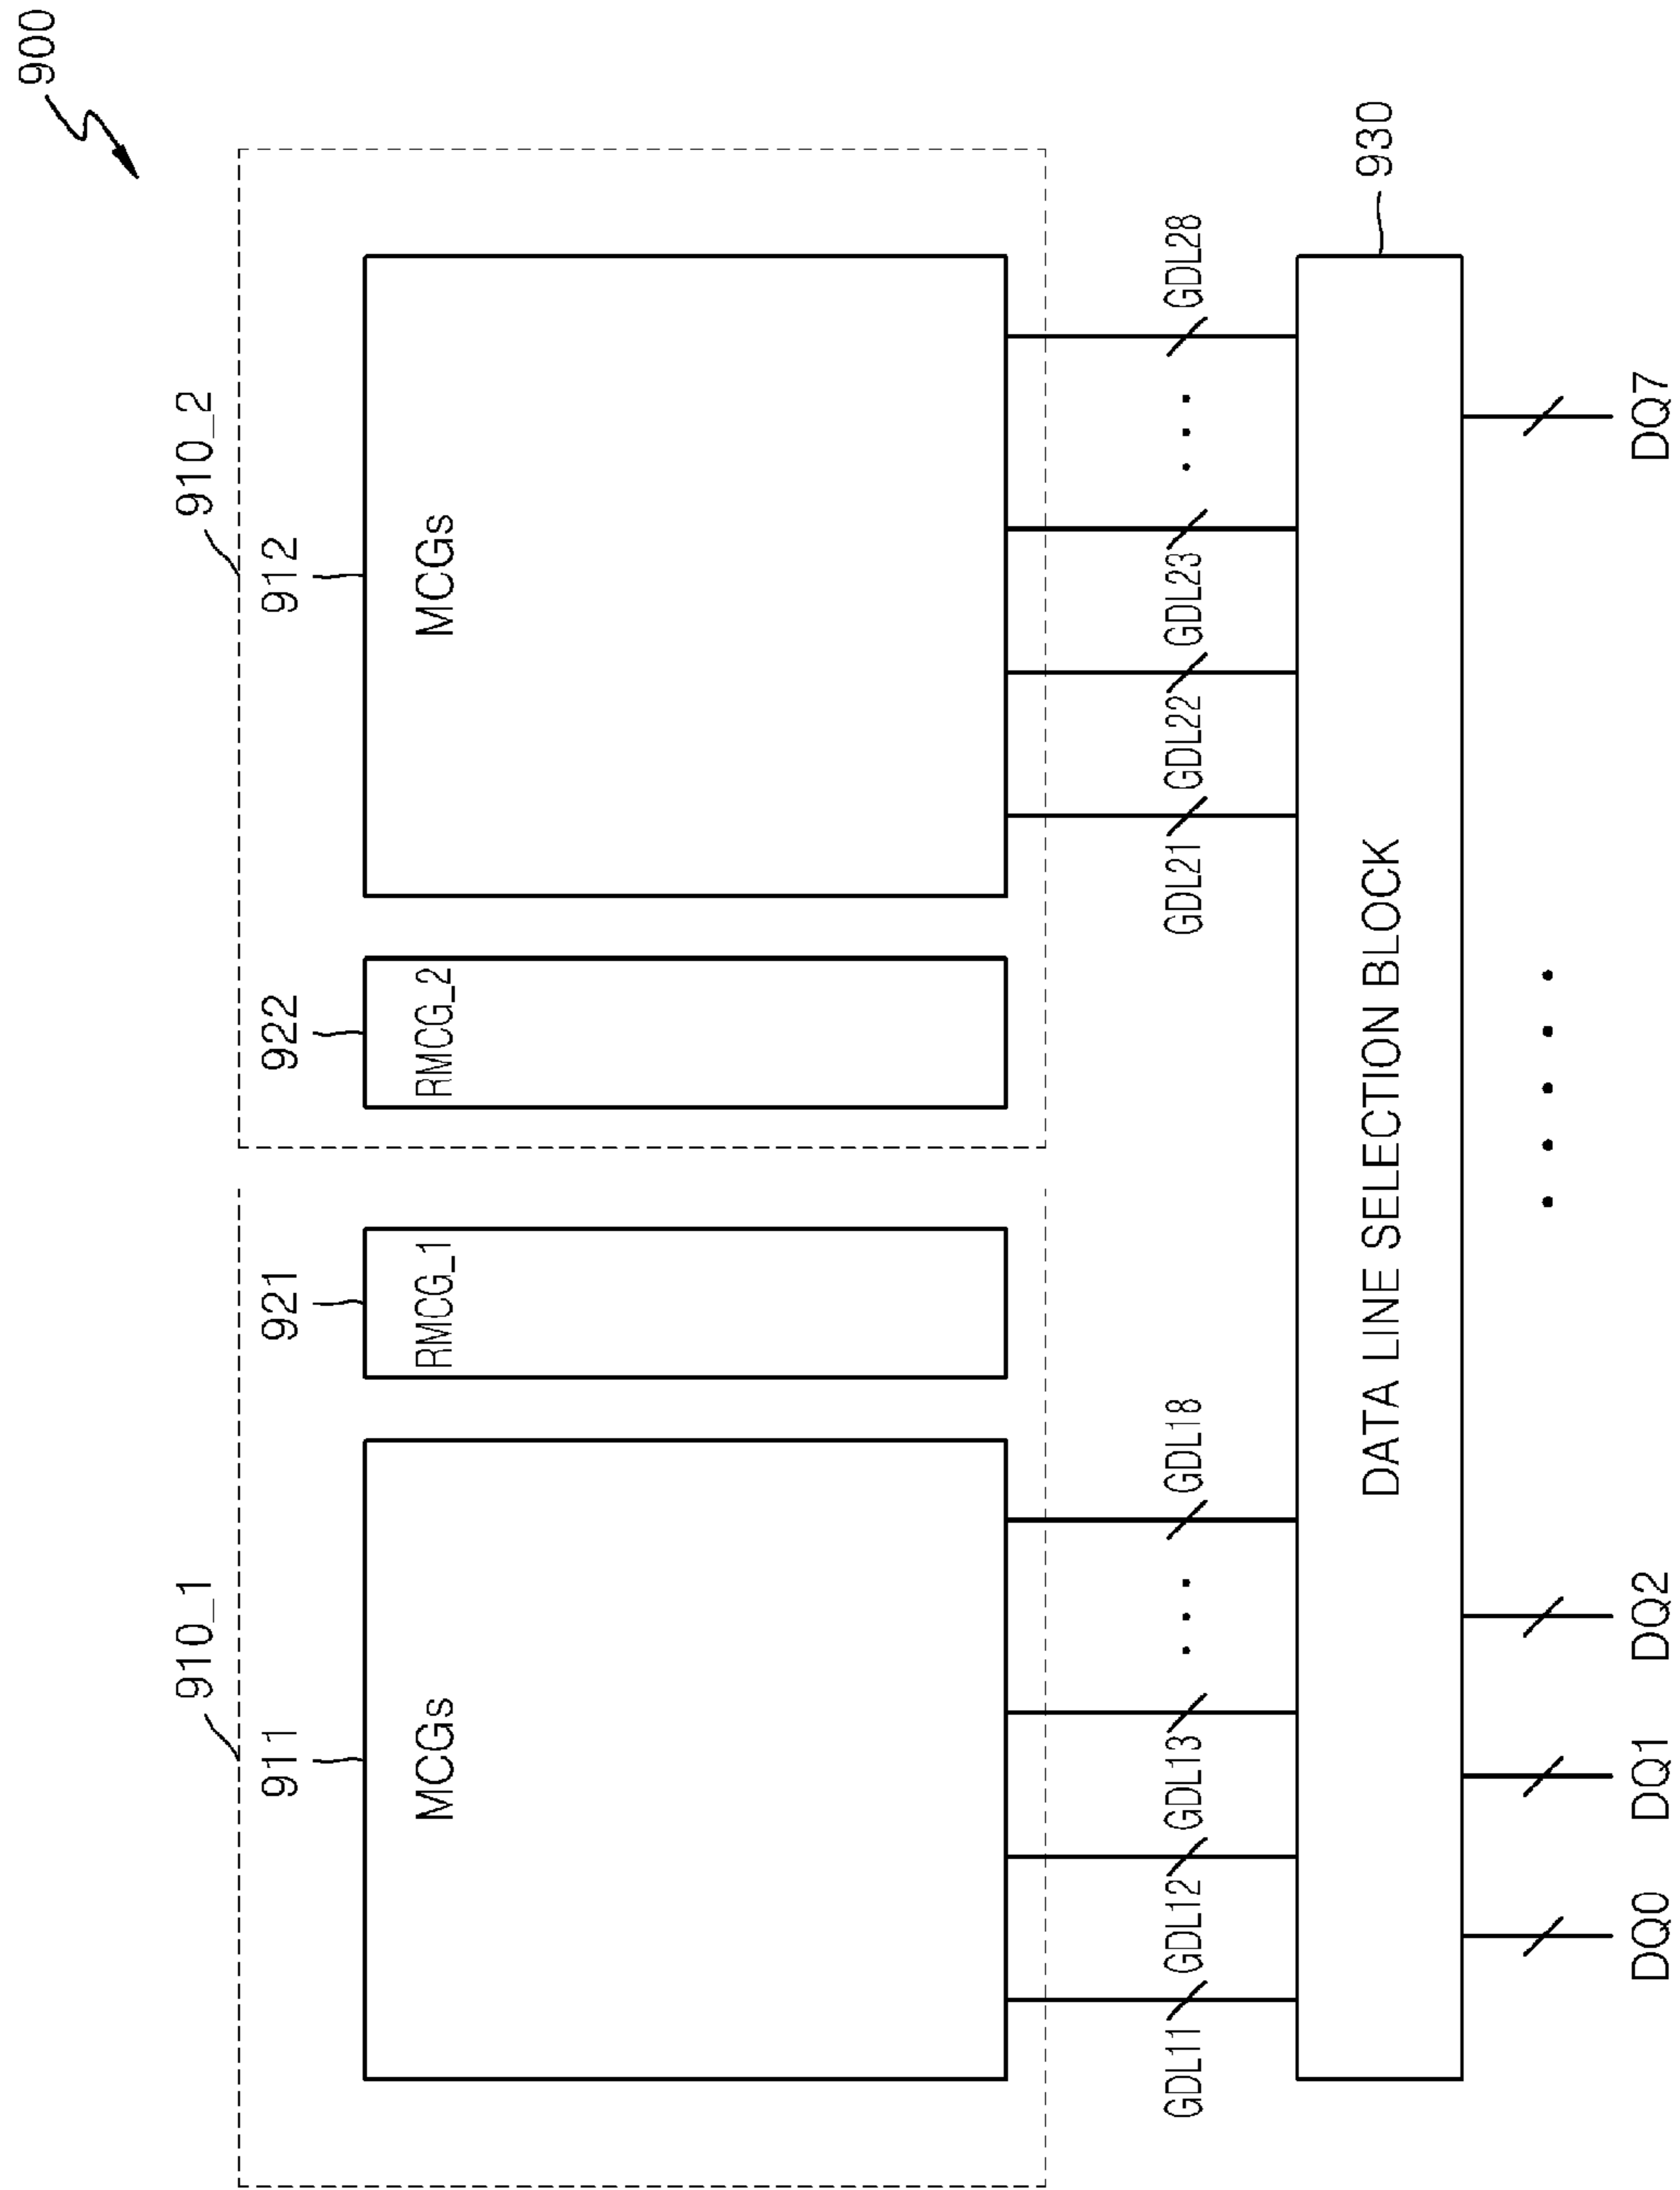 900
910_1
910_2
911
921
922
912
MCGs
RMCG_1
RMCG_2
MCGs
GDL11
GDL12
GDL13
GDL18
GDL21
GDL22
GDL23
GDL28
930
DATA LINE SELECTION BLOCK
DQ0
DQ1
DQ2
DQ7